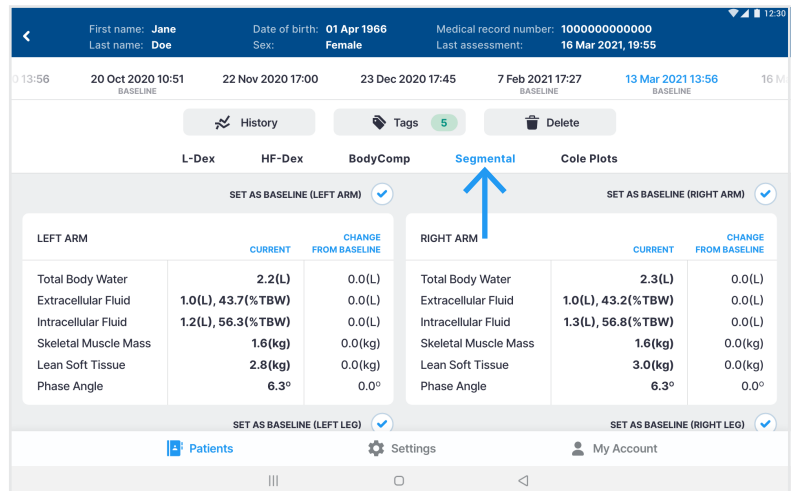 12:30
First name: Jane Date of birth: 01 Apr 1966 Medical record number: 1000000000000
Last name: Doe Sex: Female Last assessment: 16 Mar 2021, 19:55
0 13:56 20 Oct 2020 10:51 22 Nov 2020 17:00 23 Dec 2020 17:45 7 Feb 2021 17:27 13 Mar 2021 13:56 16 M
BASELINE BASELINE BASELINE
History Tags 5 Delete
L-Dex HF-Dex BodyComp Segmental Cole Plots
SET AS BASELINE (LEFT ARM) SET AS BASELINE (RIGHT ARM)
LEFT ARM CURRENT CHANGE FROM BASELINE RIGHT ARM CURRENT CHANGE FROM BASELINE
Total Body Water 2.2(L) 0.0(L) Total Body Water 2.3(L) 0.0(L)
Extracellular Fluid 1.0(L), 43.7(%TBW) 0.0(L) Extracellular Fluid 1.0(L), 43.2(%TBW) 0.0(L)
Intracellular Fluid 1.2(L), 56.3(%TBW) 0.0(L) Intracellular Fluid 1.3(L), 56.8(%TBW) 0.0(L)
Skeletal Muscle Mass 1.6(kg) 0.0(kg) Skeletal Muscle Mass 1.6(kg) 0.0(kg)
Lean Soft Tissue 2.8(kg) 0.0(kg) Lean Soft Tissue 3.0(kg) 0.0(kg)
Phase Angle 6.3º 0.0º Phase Angle 6.3º 0.0º
SET AS BASELINE (LEFT LEG) SET AS BASELINE (RIGHT LEG)
Patients Settings My Account